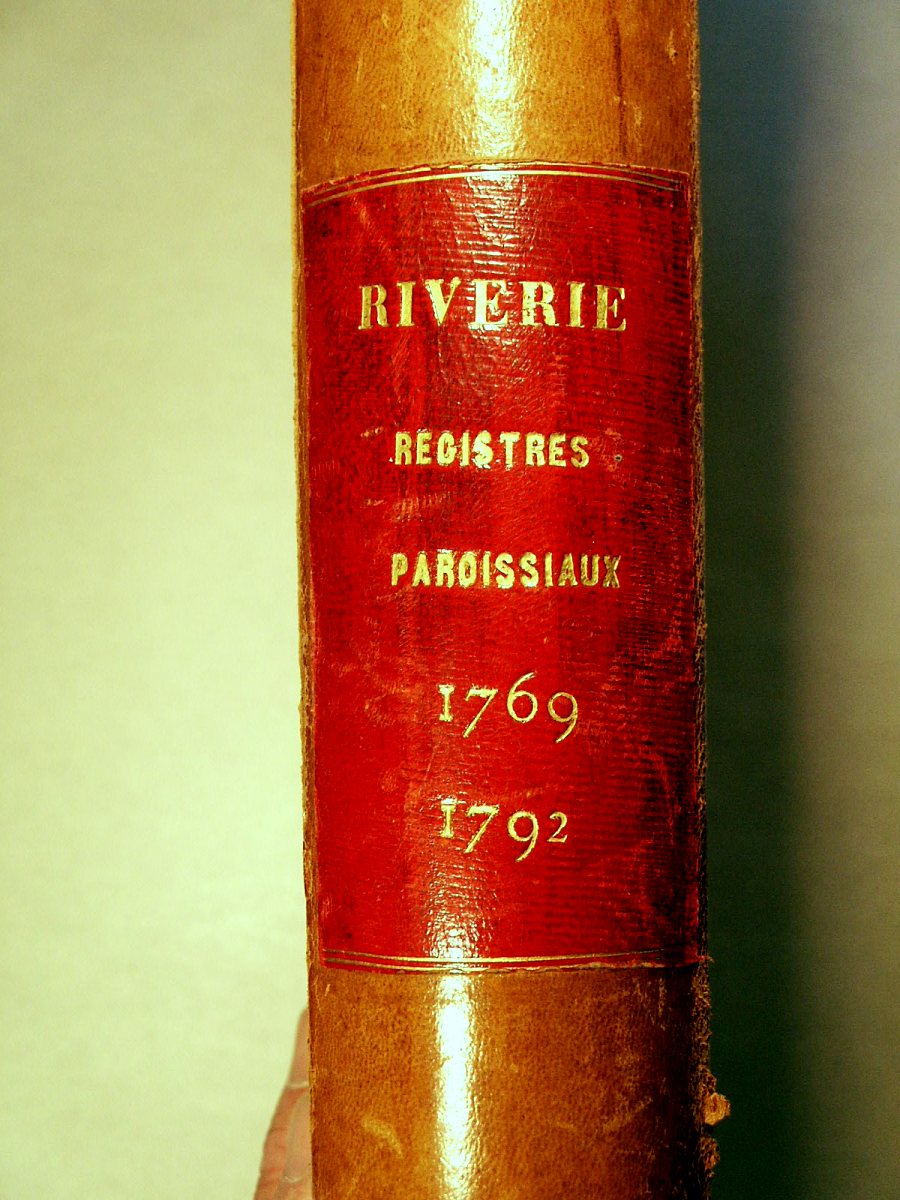 RIVERIE
REGISTRES
PAROISSIAUX
1769
1792